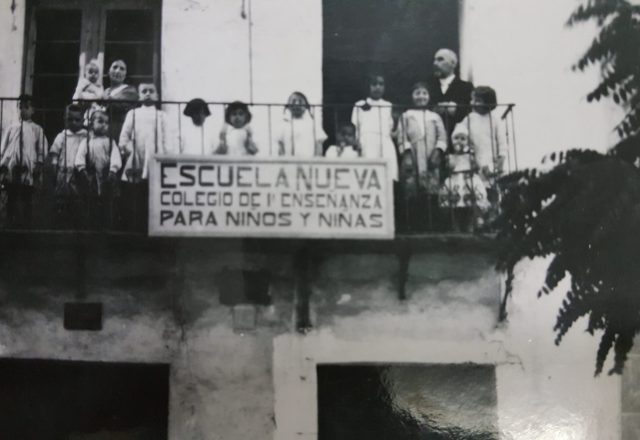 ESCUELA NUEVA
COLEGIO DE 1ª ENSEÑANZA
PARA NIÑOS Y NIÑAS